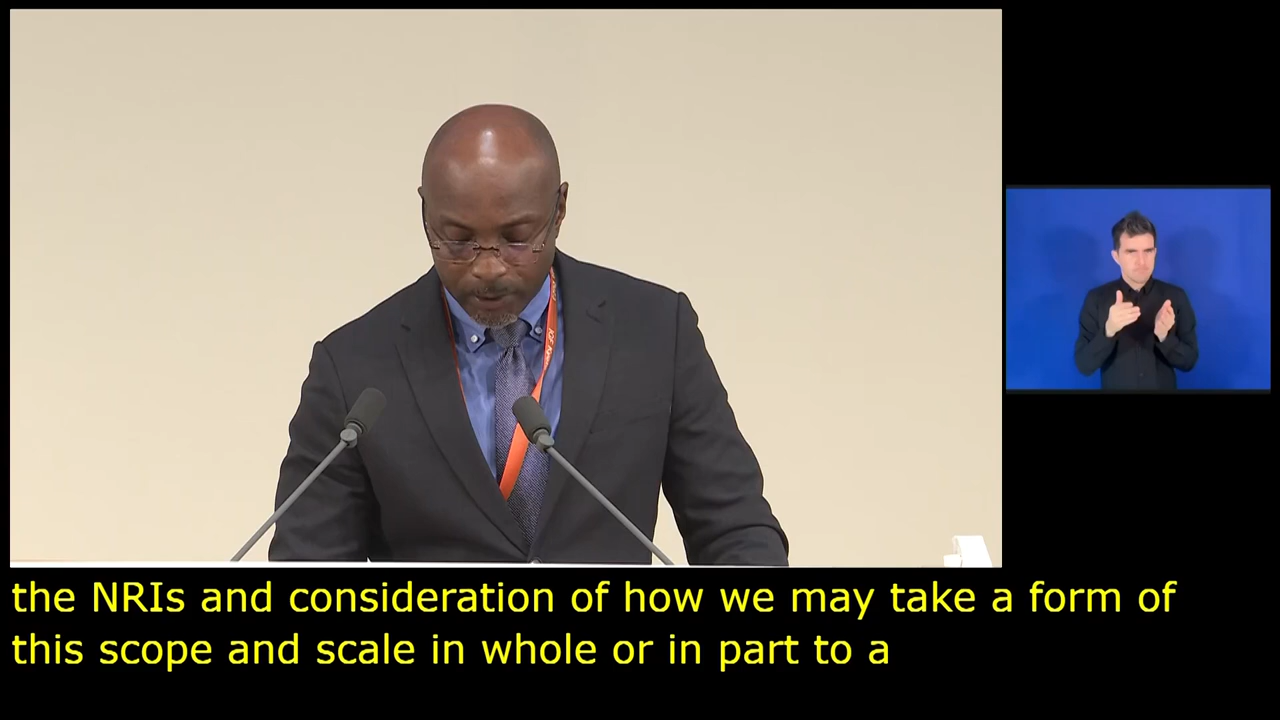 IGF
the NRIs and consideration of how we may take a form of
this scope and scale in whole or in part to a